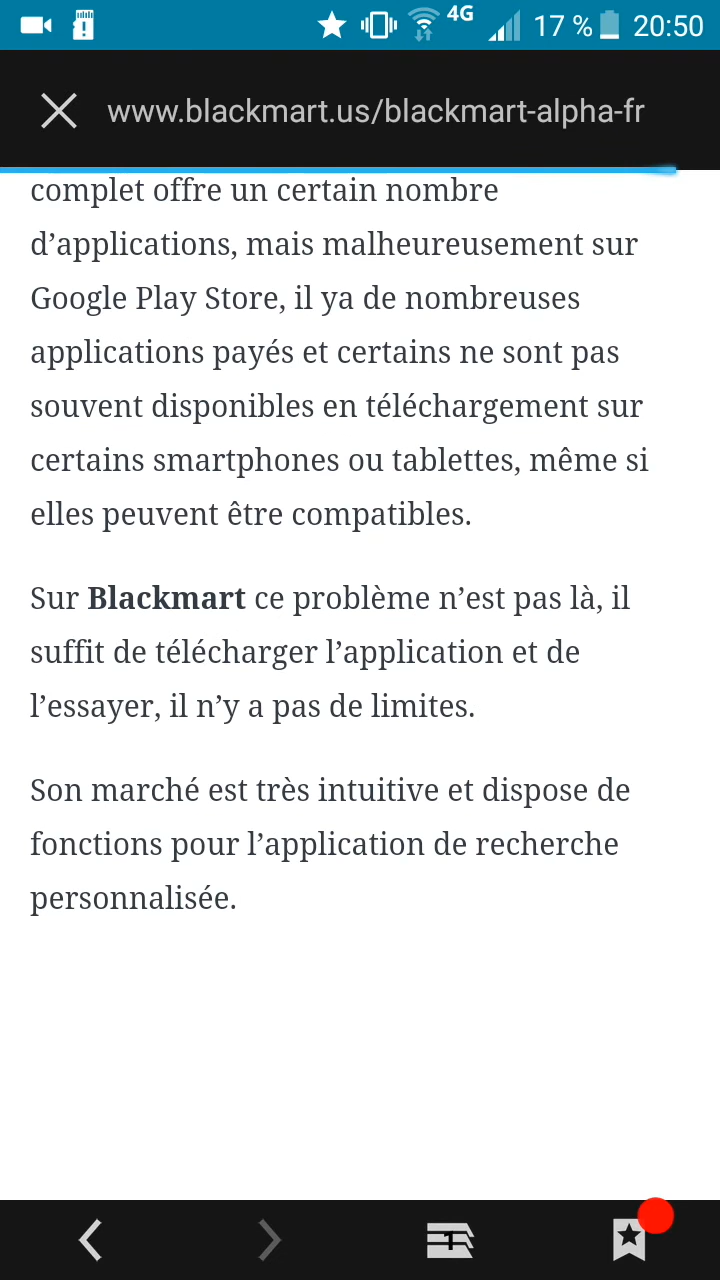 4G 17 % 20:50
www.blackmart.us/blackmart-alpha-fr
complet offre un certain nombre
d’applications, mais malheureusement sur
Google Play Store, il ya de nombreuses
applications payés et certains ne sont pas
souvent disponibles en téléchargement sur
certains smartphones ou tablettes, même si
elles peuvent être compatibles.
Sur Blackmart ce problème n’est pas là, il
suffit de télécharger l’application et de
l’essayer, il n’y a pas de limites.
Son marché est très intuitive et dispose de
fonctions pour l’application de recherche
personnalisée.